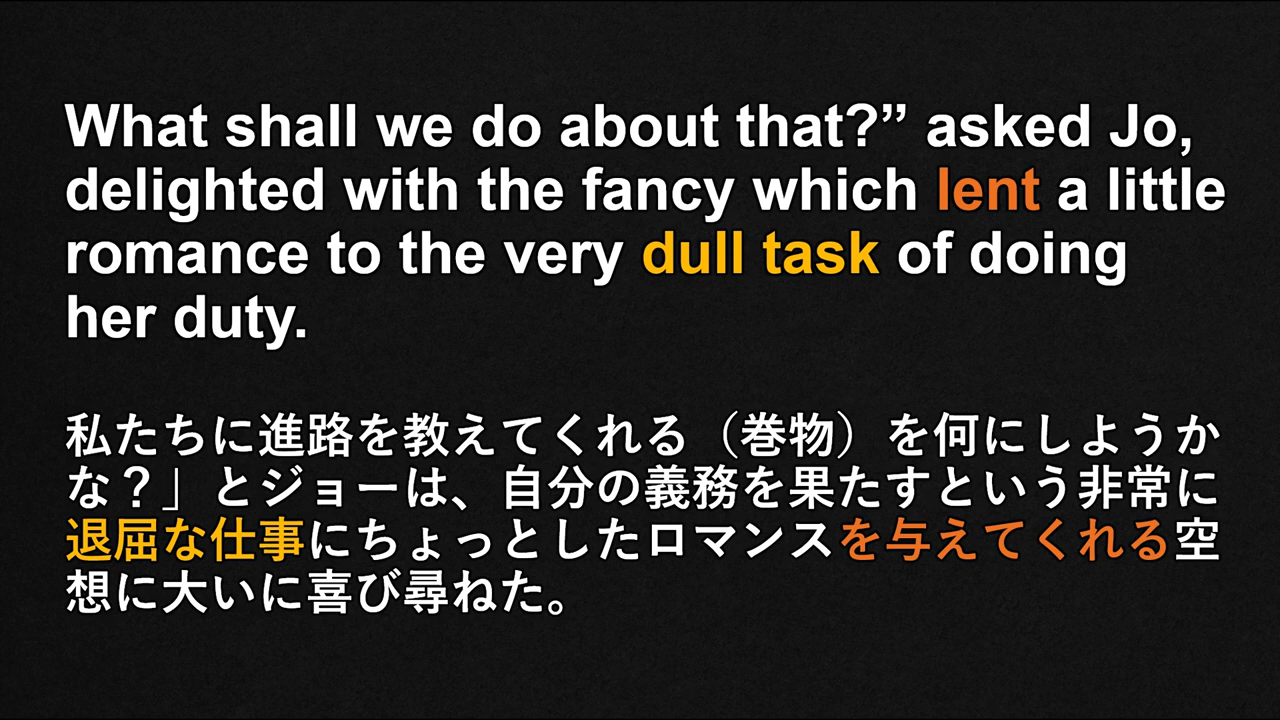 What shall we do about that?” asked Jo,
delighted with the fancy which lent a little
romance to the very dull task of doing
her duty.
私たちに進路を教えてくれる（巻物）を何にしようか
な？」とジョーは、自分の義務を果たすという非常に
退屈な仕事にちょっとしたロマンスを与えてくれる空
想に大いに喜び尋ねた。